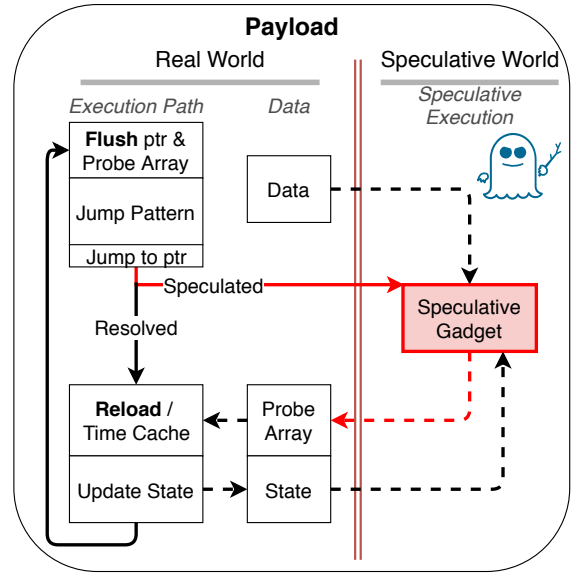 Payload
Real World
Speculative World
Execution Path
Data
Speculative
Execution
Flush ptr &
Probe Array
Jump Pattern
Jump to ptr
Data
Speculated
Resolved
Speculative
Gadget
Reload /
Time Cache
Probe
Array
Update State
State